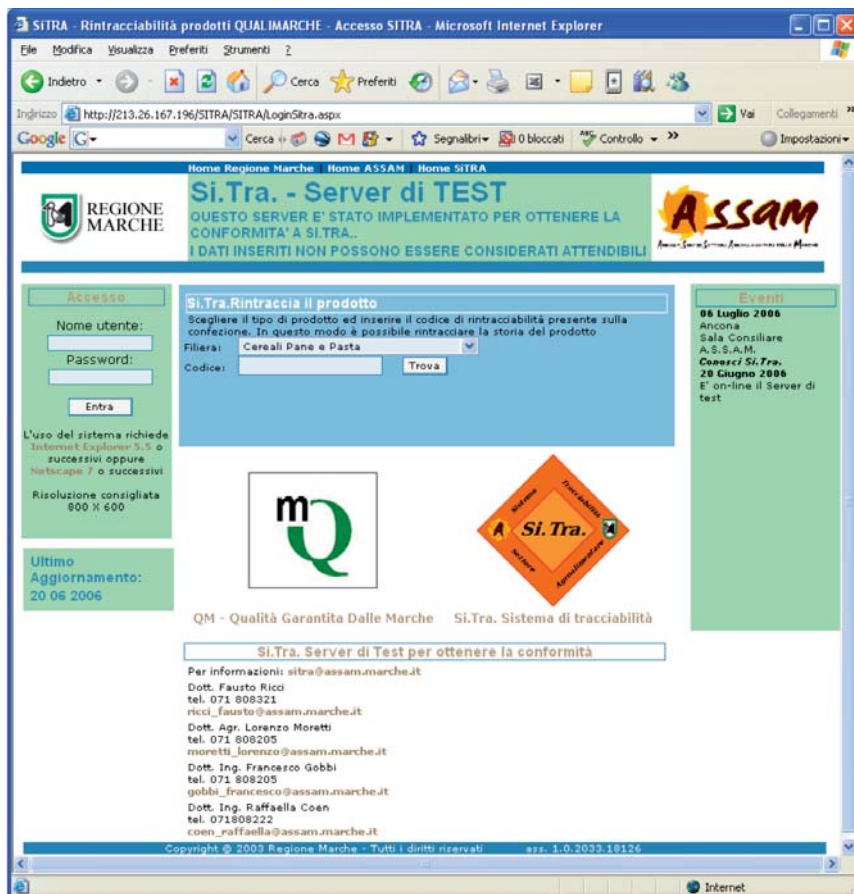 SiTRA - Rintracciabilità prodotti QUALIMARCHE - Accesso SITRA - Microsoft Internet Explorer
File Modifica Visualizza Preferiti Strumenti ?
Indietro Cerca Preferiti
Indirizzo http://213.26.167.196/SITRA/SITRA/LoginSitra.aspx Vai Collegamenti »
Google G Cerca Segnalibri 0 bloccati ABC Controllo » Impostazioni
Home Regione Marche | Home ASSAM | Home SiTRA
REGIONE
MARCHE
Si.Tra. - Server di TEST
QUESTO SERVER E' STATO IMPLEMENTATO PER OTTENERE LA
CONFORMITA' A SI.TRA..
I DATI INSERITI NON POSSONO ESSERE CONSIDERATI ATTENDIBILI
Assam
Accesso
Nome utente:
Password:
Entra
L'uso del sistema richiede
Internet Explorer 5.5 o
successivi oppure
Netscape 7 o successivi
Risoluzione consigliata
800 X 600
Ultimo
Aggiornamento:
20 06 2006
Si.Tra.Rintraccia il prodotto
Scegliere il tipo di prodotto ed inserire il codice di rintracciabilità presente sulla
confezione. In questo modo è possibile rintracciare la storia del prodotto
Filiera: Cereali Pane e Pasta
Codice: Trova
Eventi
06 Luglio 2006
Ancona
Sala Consiliare
A.S.S.A.M.
Conosci Si.Tra.
20 Giugno 2006
E' on-line il Server di
test
mQ
Sistema
Tracciabilità
A Si.Tra.
Settore
Agroalimentare
QM - Qualità Garantita Dalle Marche
Si.Tra. Sistema di tracciabilità
Si.Tra. Server di Test per ottenere la conformità
Per informazioni: sitra@assam.marche.it
Dott. Fausto Ricci
tel. 071 808321
ricci_fausto@assam.marche.it
Dott. Agr. Lorenzo Moretti
tel. 071 808205
moretti_lorenzo@assam.marche.it
Dott. Ing. Francesco Gobbi
tel. 071 808205
gobbi_francesco@assam.marche.it
Dott. Ing. Raffaella Coen
tel. 071808222
coen_raffaella@assam.marche.it
Copyright © 2003 Regione Marche - Tutti i diritti riservati ass. 1.0.2033.18126
Internet